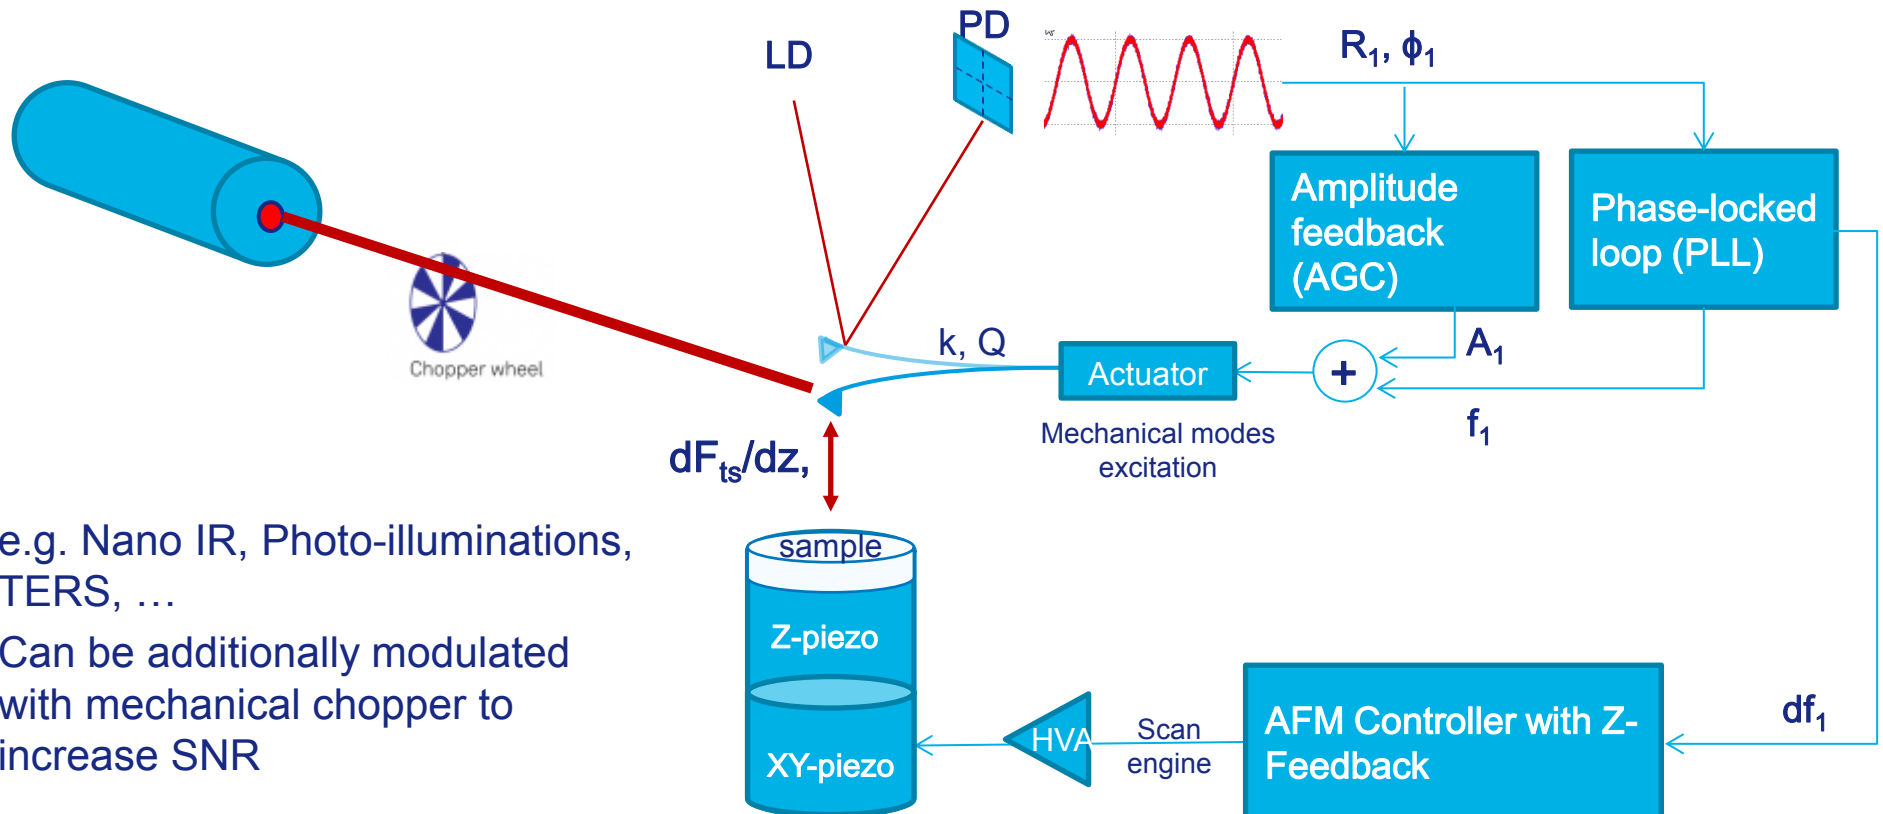 PD
LD
R₁, ϕ₁
Amplitude
feedback
(AGC)
Phase-locked
loop (PLL)
Chopper wheel
k, Q
Actuator
+
A₁
f₁
Mechanical modes
excitation
dFₜₛ/dz,
e.g. Nano IR, Photo-illuminations,
TERS, …
Can be additionally modulated
with mechanical chopper to
increase SNR
sample
Z-piezo
XY-piezo
HVA
Scan
engine
AFM Controller with Z-
Feedback
df₁